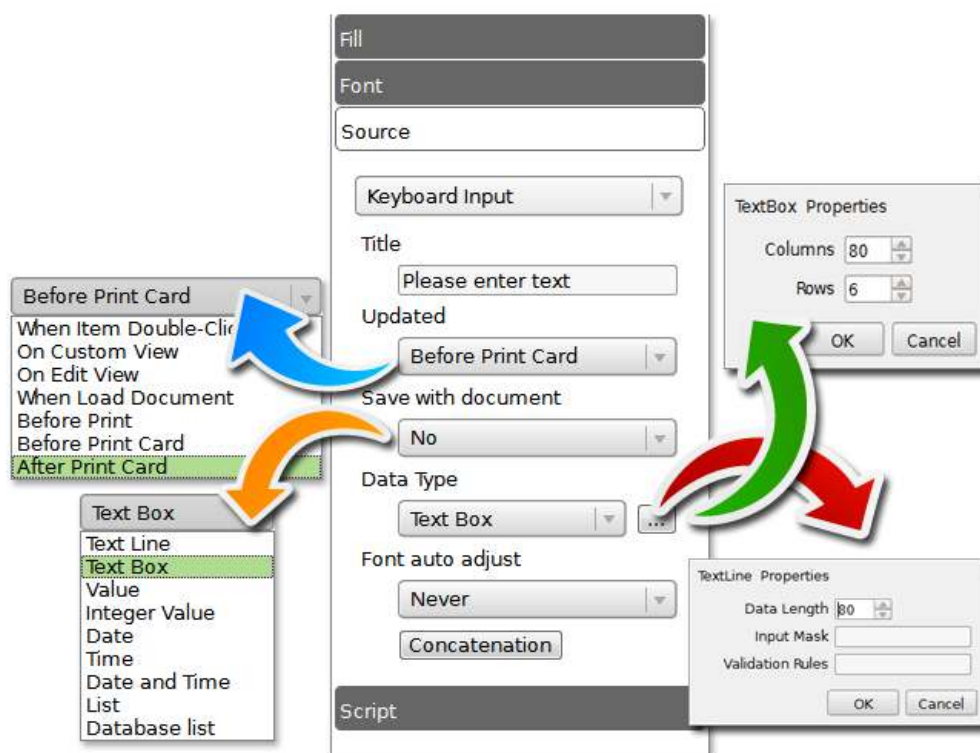 Fill
Font
Source
Keyboard Input
Title
Please enter text
Updated
Before Print Card
Save with document
No
Data Type
Text Box
...
Font auto adjust
Never
Concatenation
Script
Before Print Card
When Item Double-Clic
On Custom View
On Edit View
When Load Document
Before Print
Before Print Card
After Print Card
Text Box
Text Line
Text Box
Value
Integer Value
Date
Time
Date and Time
List
Database list
TextBox Properties
Columns 80
Rows 6
OK Cancel
TextLine Properties
Data Length 80
Input Mask
Validation Rules
OK Cancel